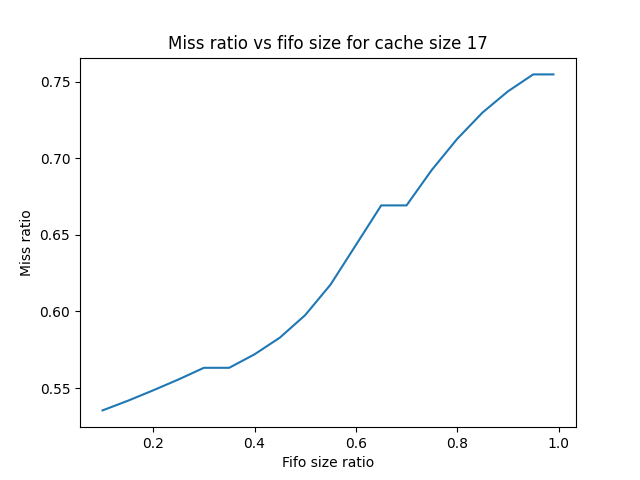 Miss ratio vs fifo size for cache size 17
Miss ratio
0.75
0.70
0.65
0.60
0.55
0.2 0.4 0.6 0.8 1.0
Fifo size ratio